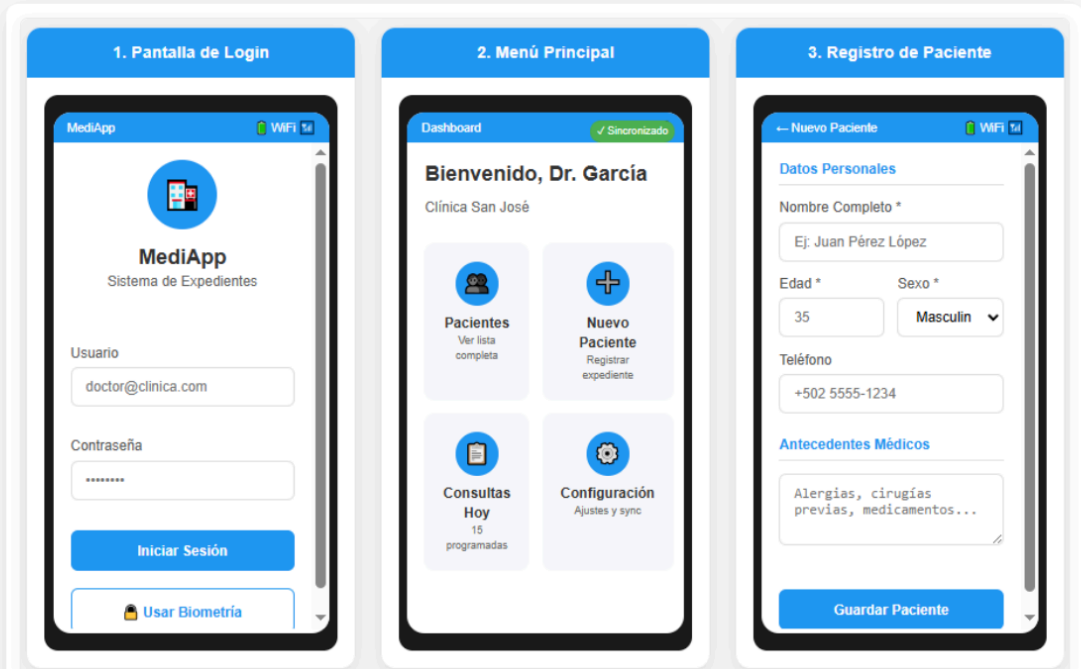 1. Pantalla de Login
MediApp
WiFi
MediApp
Sistema de Expedientes
Usuario
doctor@clinica.com
Contraseña
••••••••
Iniciar Sesión
Usar Biometría
2. Menú Principal
Dashboard
✓ Sincronizado
Bienvenido, Dr. García
Clínica San José
Pacientes
Ver lista
completa
Nuevo
Paciente
Registrar
expediente
Consultas
Hoy
15
programadas
Configuración
Ajustes y sync
3. Registro de Paciente
← Nuevo Paciente
WiFi
Datos Personales
Nombre Completo *
Ej: Juan Pérez López
Edad * Sexo *
35 Masculin
Teléfono
+502 5555-1234
Antecedentes Médicos
Alergias, cirugías
previas, medicamentos...
Guardar Paciente